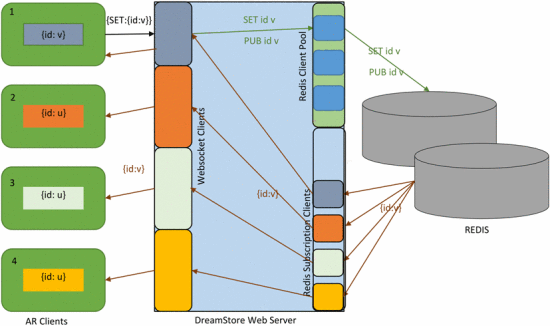 1
{id: v}
{SET:{id:v}}
SET id v
PUB id v
Redis Client Pool
SET id v
PUB id v
2
{id: u}
Websocket Clients
3
{id: u}
{id:v}
{id:v}
{id:v}
Redis Subscription Clients
REDIS
4
{id: u}
AR Clients
DreamStore Web Server